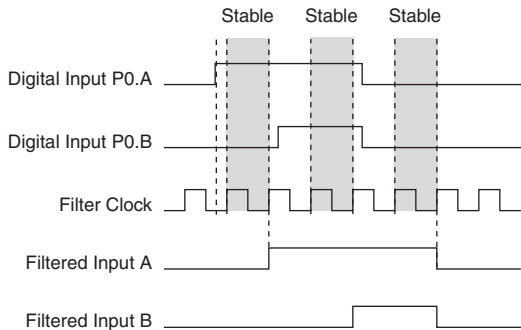 Stable Stable Stable
Digital Input P0.A
Digital Input P0.B
Filter Clock
Filtered Input A
Filtered Input B